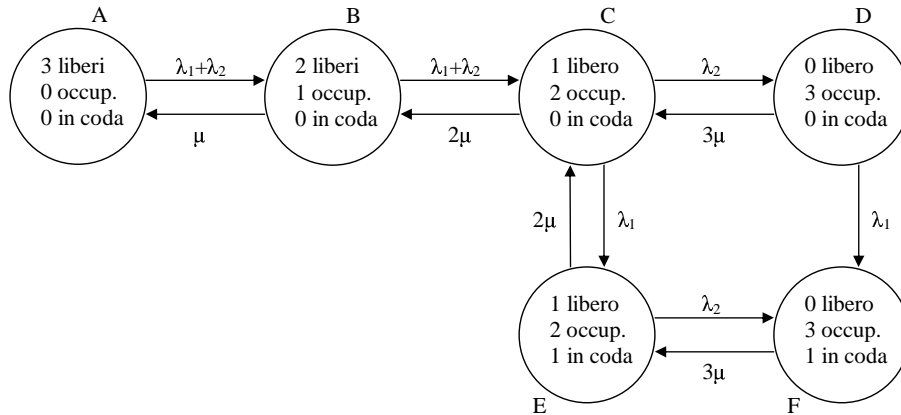 A
B
C
D
3 liberi
0 occup.
0 in coda
λ₁+λ₂
μ
2 liberi
1 occup.
0 in coda
λ₁+λ₂
2μ
1 libero
2 occup.
0 in coda
λ₂
3μ
0 libero
3 occup.
0 in coda
2μ
λ₁
λ₁
1 libero
2 occup.
1 in coda
λ₂
3μ
0 libero
3 occup.
1 in coda
E
F